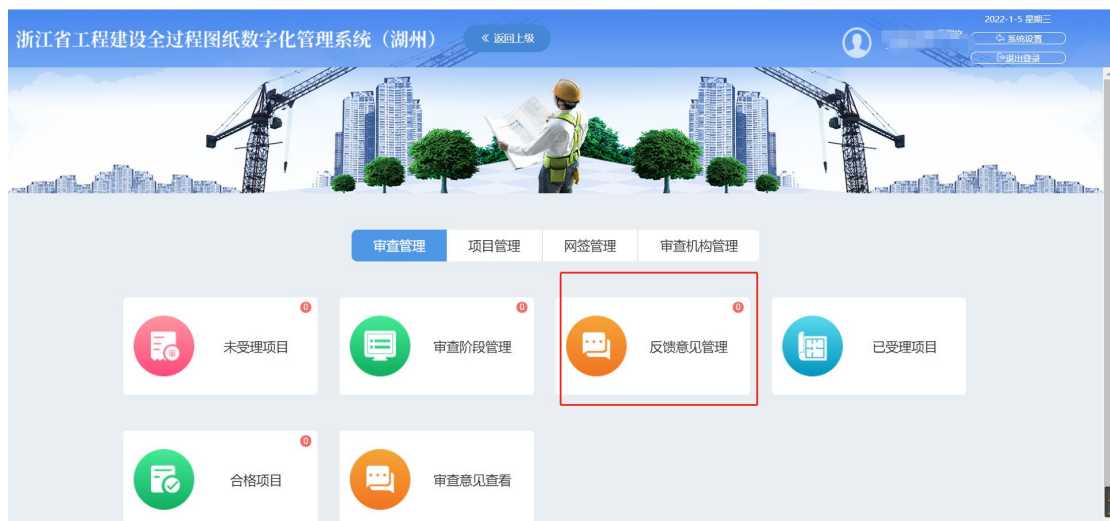 2022-1-5 星期三
浙江省工程建设全过程图纸数字化管理系统（湖州）
《 返回上级
系统设置
退出登录
审查管理 项目管理 网签管理 审查机构管理
0 0 0
未受理项目 审查阶段管理 反馈意见管理 已受理项目
0
合格项目 审查意见查看